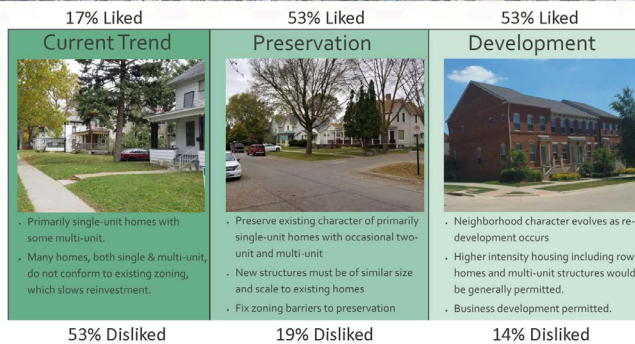 17% Liked
53% Liked
53% Liked
Current Trend
Primarily single-unit homes with
some multi-unit.
Many homes, both single & multi-unit,
do not conform to existing zoning,
which slows reinvestment.
Preservation
Preserve existing character of primarily
single-unit homes with occasional two-
unit and multi-unit
New structures must be of similar size
and scale to existing homes
Fix zoning barriers to preservation
Development
Neighborhood character evolves as re-
development occurs
Higher intensity housing including row
homes and multi-unit structures would
be generally permitted.
Business development permitted.
53% Disliked
19% Disliked
14% Disliked